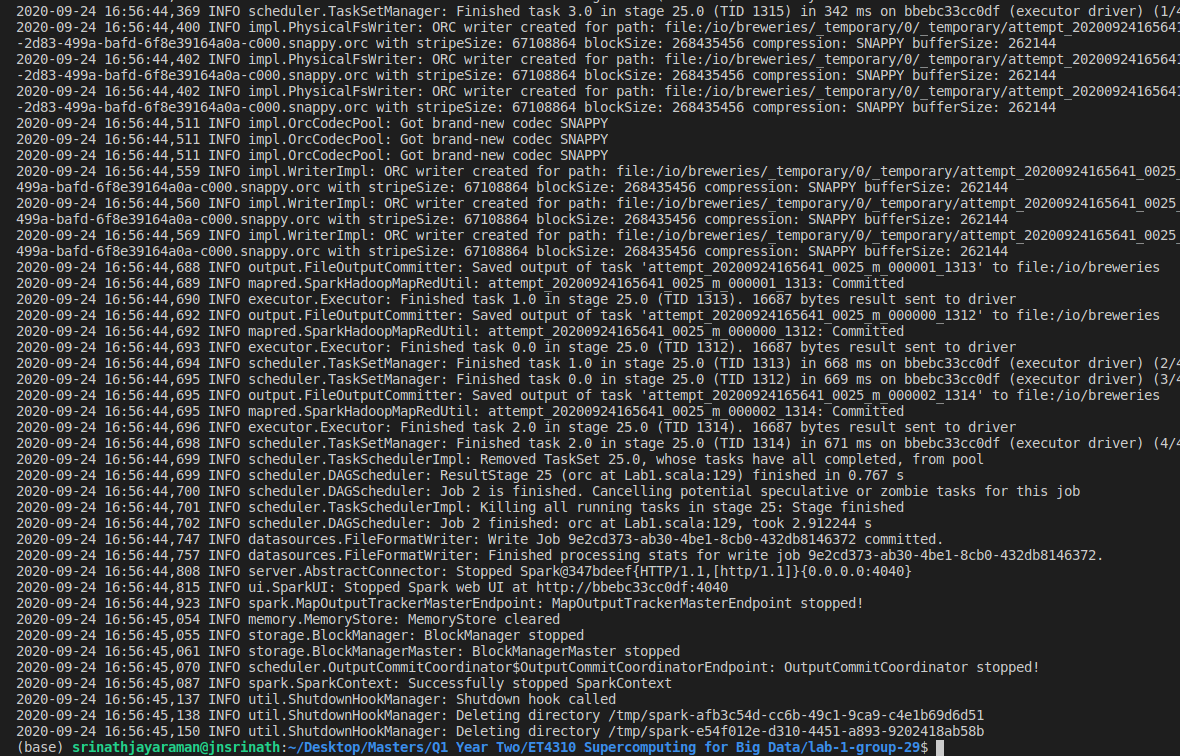 2020-09-24 16:56:44,369 INFO scheduler.TaskSetManager: Finished task 3.0 in stage 25.0 (TID 1315) in 342 ms on bbebc33cc0df (executor driver) (1/4
2020-09-24 16:56:44,400 INFO impl.PhysicalFsWriter: ORC writer created for path: file:/io/breweries/_temporary/0/_temporary/attempt_2020092416564
-2d83-499a-bafd-6f8e39164a0a-c000.snappy.orc with stripeSize: 67108864 blockSize: 268435456 compression: SNAPPY bufferSize: 262144
2020-09-24 16:56:44,402 INFO impl.PhysicalFsWriter: ORC writer created for path: file:/io/breweries/_temporary/0/_temporary/attempt_2020092416564
-2d83-499a-bafd-6f8e39164a0a-c000.snappy.orc with stripeSize: 67108864 blockSize: 268435456 compression: SNAPPY bufferSize: 262144
2020-09-24 16:56:44,402 INFO impl.PhysicalFsWriter: ORC writer created for path: file:/io/breweries/_temporary/0/_temporary/attempt_2020092416564
-2d83-499a-bafd-6f8e39164a0a-c000.snappy.orc with stripeSize: 67108864 blockSize: 268435456 compression: SNAPPY bufferSize: 262144
2020-09-24 16:56:44,511 INFO impl.OrcCodecPool: Got brand-new codec SNAPPY
2020-09-24 16:56:44,511 INFO impl.OrcCodecPool: Got brand-new codec SNAPPY
2020-09-24 16:56:44,511 INFO impl.OrcCodecPool: Got brand-new codec SNAPPY
2020-09-24 16:56:44,559 INFO impl.WriterImpl: ORC writer created for path: file:/io/breweries/_temporary/0/_temporary/attempt_20200924165641_0025_
499a-bafd-6f8e39164a0a-c000.snappy.orc with stripeSize: 67108864 blockSize: 268435456 compression: SNAPPY bufferSize: 262144
2020-09-24 16:56:44,560 INFO impl.WriterImpl: ORC writer created for path: file:/io/breweries/_temporary/0/_temporary/attempt_20200924165641_0025_
499a-bafd-6f8e39164a0a-c000.snappy.orc with stripeSize: 67108864 blockSize: 268435456 compression: SNAPPY bufferSize: 262144
2020-09-24 16:56:44,569 INFO impl.WriterImpl: ORC writer created for path: file:/io/breweries/_temporary/0/_temporary/attempt_20200924165641_0025_
499a-bafd-6f8e39164a0a-c000.snappy.orc with stripeSize: 67108864 blockSize: 268435456 compression: SNAPPY bufferSize: 262144
2020-09-24 16:56:44,688 INFO output.FileOutputCommitter: Saved output of task 'attempt_20200924165641_0025_m_000001_1313' to file:/io/breweries
2020-09-24 16:56:44,689 INFO mapred.SparkHadoopMapRedUtil: attempt_20200924165641_0025_m_000001_1313: Committed
2020-09-24 16:56:44,690 INFO executor.Executor: Finished task 1.0 in stage 25.0 (TID 1313). 16687 bytes result sent to driver
2020-09-24 16:56:44,692 INFO output.FileOutputCommitter: Saved output of task 'attempt_20200924165641_0025_m_000000_1312' to file:/io/breweries
2020-09-24 16:56:44,692 INFO mapred.SparkHadoopMapRedUtil: attempt_20200924165641_0025_m_000000_1312: Committed
2020-09-24 16:56:44,693 INFO executor.Executor: Finished task 0.0 in stage 25.0 (TID 1312). 16687 bytes result sent to driver
2020-09-24 16:56:44,694 INFO scheduler.TaskSetManager: Finished task 1.0 in stage 25.0 (TID 1313) in 668 ms on bbebc33cc0df (executor driver) (2/4
2020-09-24 16:56:44,695 INFO scheduler.TaskSetManager: Finished task 0.0 in stage 25.0 (TID 1312) in 669 ms on bbebc33cc0df (executor driver) (3/4
2020-09-24 16:56:44,695 INFO output.FileOutputCommitter: Saved output of task 'attempt_20200924165641_0025_m_000002_1314' to file:/io/breweries
2020-09-24 16:56:44,695 INFO mapred.SparkHadoopMapRedUtil: attempt_20200924165641_0025_m_000002_1314: Committed
2020-09-24 16:56:44,696 INFO executor.Executor: Finished task 2.0 in stage 25.0 (TID 1314). 16687 bytes result sent to driver
2020-09-24 16:56:44,698 INFO scheduler.TaskSetManager: Finished task 2.0 in stage 25.0 (TID 1314) in 671 ms on bbebc33cc0df (executor driver) (4/4
2020-09-24 16:56:44,699 INFO scheduler.TaskSchedulerImpl: Removed TaskSet 25.0, whose tasks have all completed, from pool
2020-09-24 16:56:44,699 INFO scheduler.DAGScheduler: ResultStage 25 (orc at Lab1.scala:129) finished in 0.767 s
2020-09-24 16:56:44,700 INFO scheduler.DAGScheduler: Job 2 is finished. Cancelling potential speculative or zombie tasks for this job
2020-09-24 16:56:44,701 INFO scheduler.TaskSchedulerImpl: Killing all running tasks in stage 25: Stage finished
2020-09-24 16:56:44,702 INFO scheduler.DAGScheduler: Job 2 finished: orc at Lab1.scala:129, took 2.912244 s
2020-09-24 16:56:44,747 INFO datasources.FileFormatWriter: Write Job 9e2cd373-ab30-4be1-8cb0-432db8146372 committed.
2020-09-24 16:56:44,757 INFO datasources.FileFormatWriter: Finished processing stats for write job 9e2cd373-ab30-4be1-8cb0-432db8146372.
2020-09-24 16:56:44,808 INFO server.AbstractConnector: Stopped Spark@347bdeef{HTTP/1.1,[http/1.1]}{0.0.0.0:4040}
2020-09-24 16:56:44,815 INFO ui.SparkUI: Stopped Spark web UI at http://bbebc33cc0df:4040
2020-09-24 16:56:44,923 INFO spark.MapOutputTrackerMasterEndpoint: MapOutputTrackerMasterEndpoint stopped!
2020-09-24 16:56:45,054 INFO memory.MemoryStore: MemoryStore cleared
2020-09-24 16:56:45,055 INFO storage.BlockManager: BlockManager stopped
2020-09-24 16:56:45,061 INFO storage.BlockManagerMaster: BlockManagerMaster stopped
2020-09-24 16:56:45,070 INFO scheduler.OutputCommitCoordinator$OutputCommitCoordinatorEndpoint: OutputCommitCoordinator stopped!
2020-09-24 16:56:45,087 INFO spark.SparkContext: Successfully stopped SparkContext
2020-09-24 16:56:45,137 INFO util.ShutdownHookManager: Shutdown hook called
2020-09-24 16:56:45,138 INFO util.ShutdownHookManager: Deleting directory /tmp/spark-afb3c54d-cc6b-49c1-9ca9-c4e1b69d6d51
2020-09-24 16:56:45,150 INFO util.ShutdownHookManager: Deleting directory /tmp/spark-e54f012e-d310-4451-a893-9202418ab58b
(base) srinathjayaraman@jnsrinath:~/Desktop/Masters/Q1 Year Two/ET4310 Supercomputing for Big Data/lab-1-group-29$